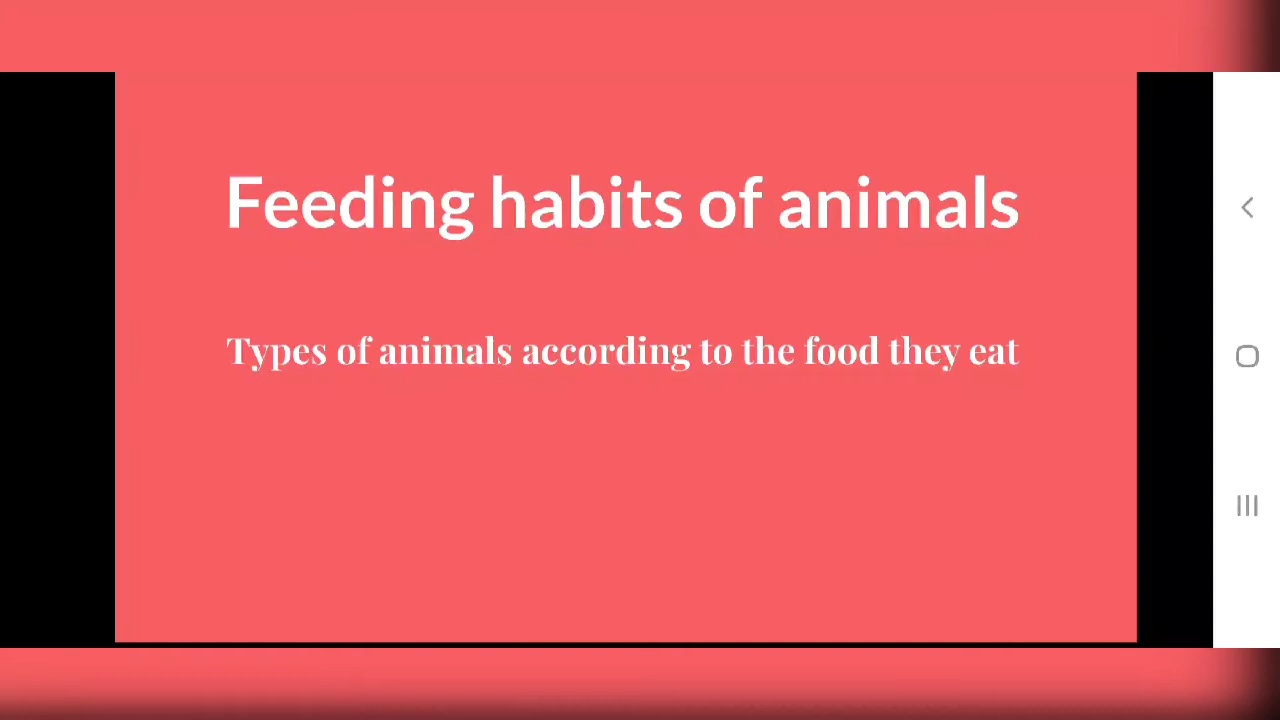 Feeding habits of animals
Types of animals according to the food they eat